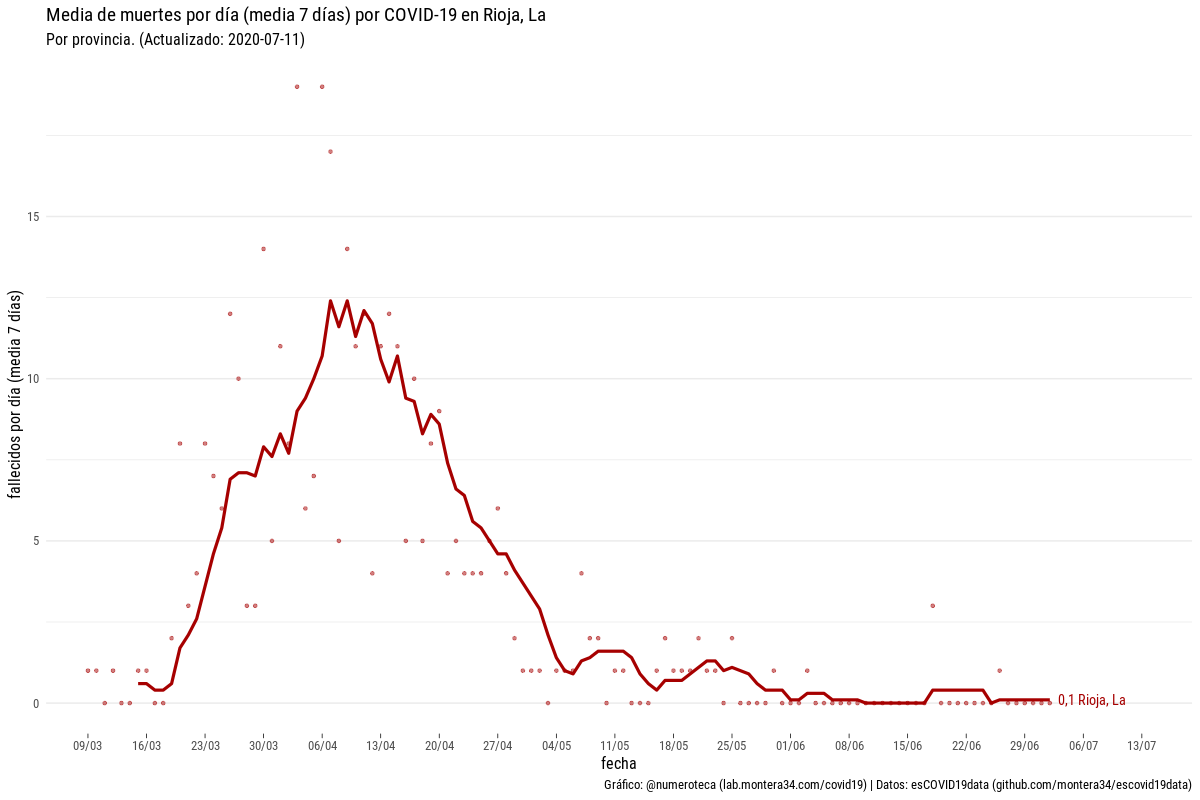 Media de muertes por día (media 7 días) por COVID-19 en Rioja, La
Por provincia. (Actualizado: 2020-07-11)
fallecidos por día (media 7 días)
15
10
5
0
0,1 Rioja, La
09/03 16/03 23/03 30/03 06/04 13/04 20/04 27/04 04/05 11/05 18/05 25/05 01/06 08/06 15/06 22/06 29/06 06/07 13/07
fecha
Gráfico: @numeroteca (lab.montera34.com/covid19) | Datos: esCOVID19data (github.com/montera34/escovid19data)